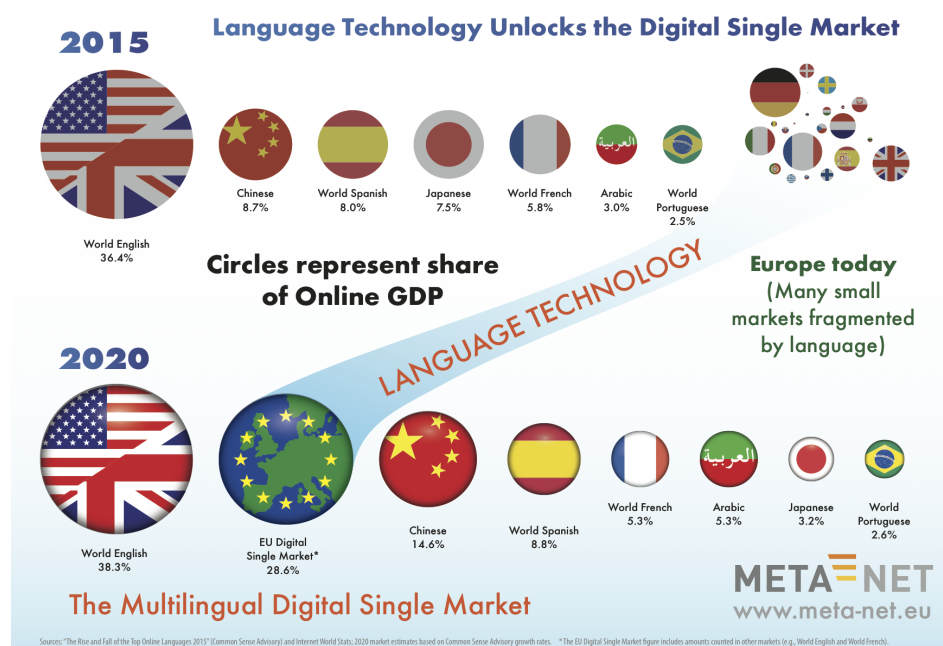 Language Technology Unlocks the Digital Single Market
2015
World English
36.4%
Chinese
8.7%
World Spanish
8.0%
Japanese
7.5%
World French
5.8%
العربية
Arabic
3.0%
World
Portuguese
2.5%
Circles represent share
of Online GDP
LANGUAGE TECHNOLOGY
Europe today
(Many small
markets fragmented
by language)
2020
World English
38.3%
EU Digital
Single Market*
28.6%
Chinese
14.6%
World Spanish
8.8%
World French
5.3%
العربية
Arabic
5.3%
Japanese
3.2%
World
Portuguese
2.6%
The Multilingual Digital Single Market
META NET
www.meta-net.eu
Sources: "The Rise and Fall of the Top Online Languages 2015" (Common Sense Advisory) and Internet World Stats; 2020 market estimates based on Common Sense Advisory growth rates. *The EU Digital Single Market figure includes amounts counted in other markets (e.g., World English and World French).